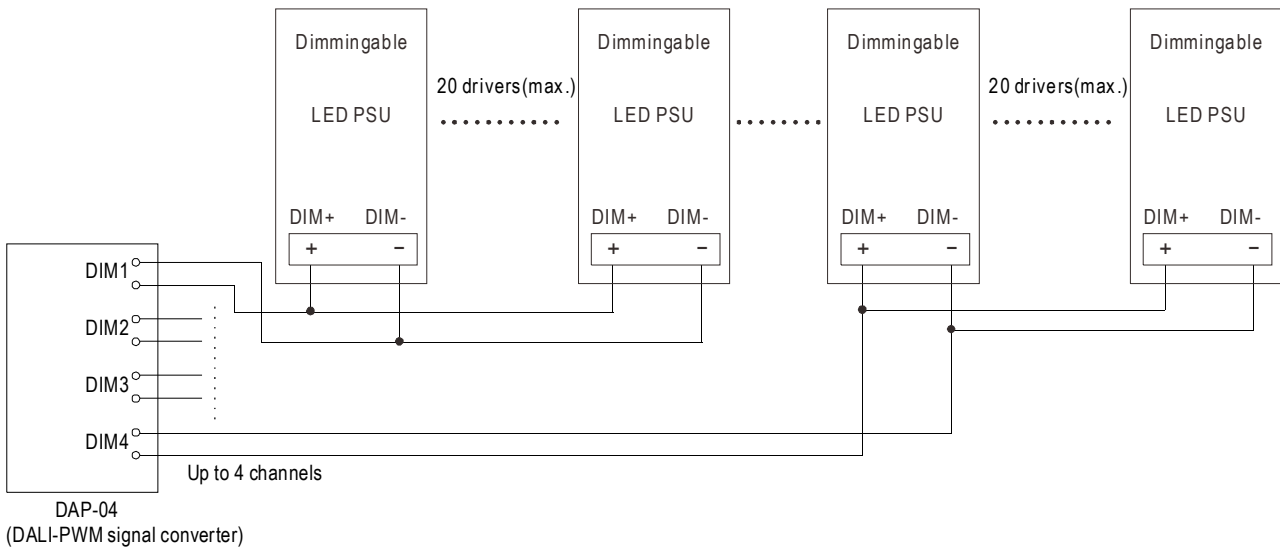 Dimmingable
LED PSU
DIM+ DIM-
+ −
20 drivers(max.)
Dimmingable
LED PSU
DIM+ DIM-
+ −
Dimmingable
LED PSU
DIM+ DIM-
+ −
20 drivers(max.)
Dimmingable
LED PSU
DIM+ DIM-
+ −
DIM1
DIM2
DIM3
DIM4
Up to 4 channels
DAP-04
(DALI-PWM signal converter)